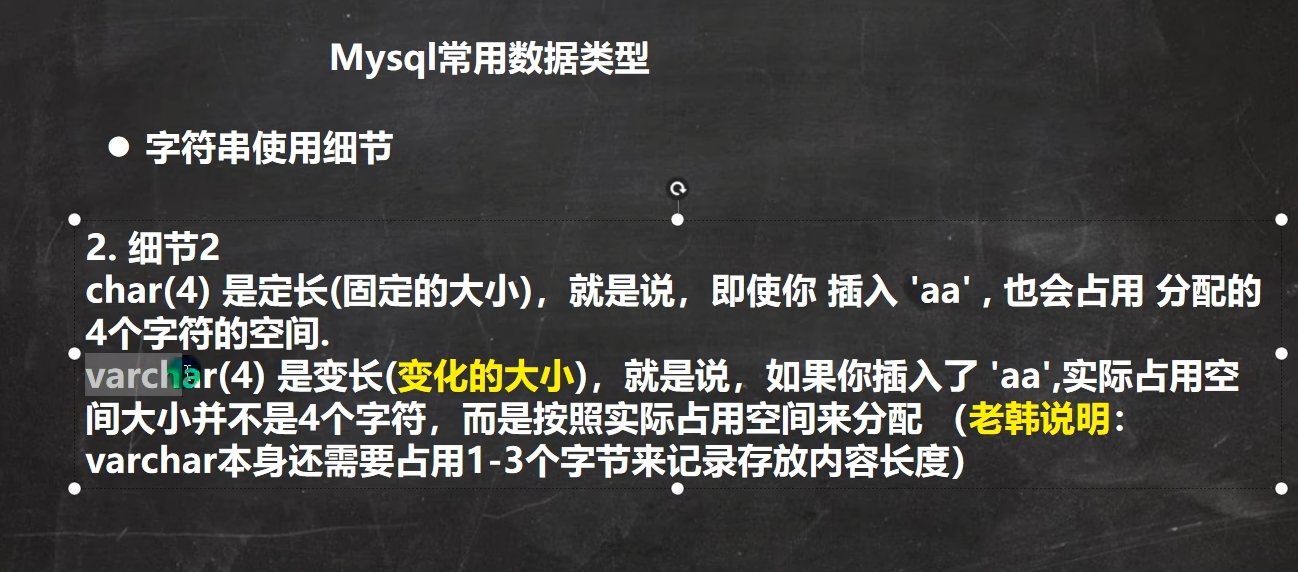 Mysql常用数据类型
● 字符串使用细节
2. 细节2
char(4) 是定长(固定的大小)，就是说，即使你 插入 'aa' , 也会占用 分配的
4个字符的空间.
varchar(4) 是变长(变化的大小)，就是说，如果你插入了 'aa',实际占用空
间大小并不是4个字符，而是按照实际占用空间来分配 （老韩说明：
varchar本身还需要占用1-3个字节来记录存放内容长度）